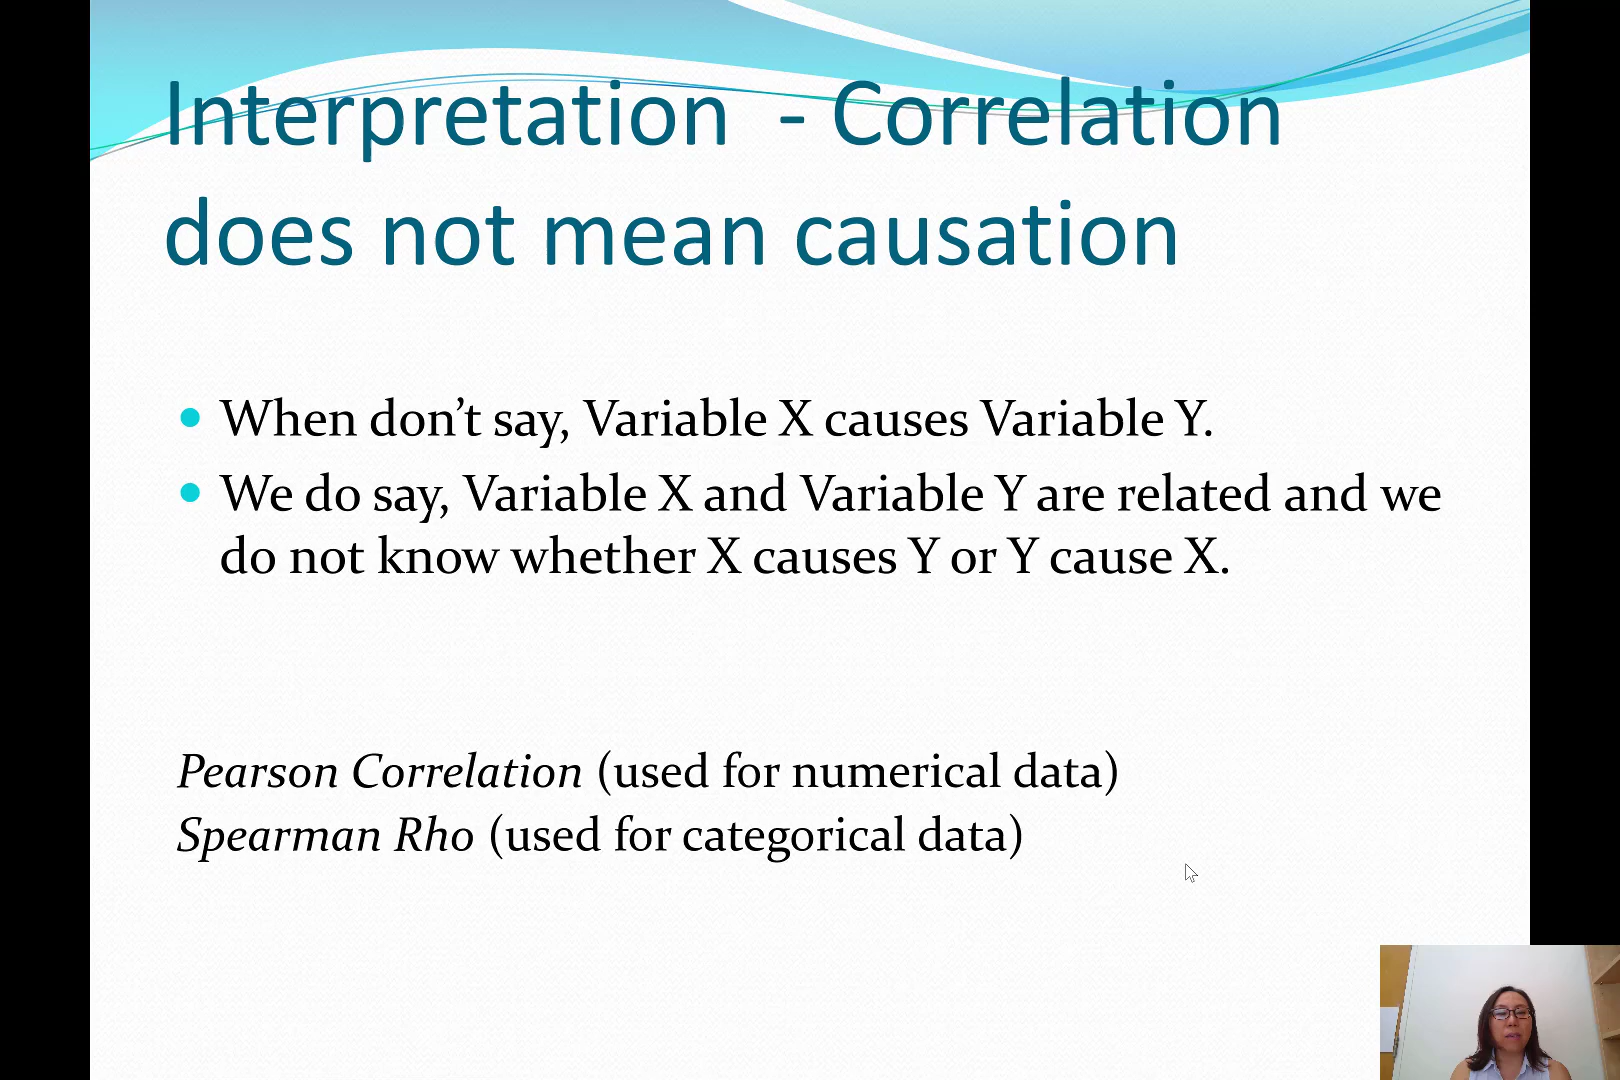 Interpretation - Correlation
does not mean causation
When don’t say, Variable X causes Variable Y.
We do say, Variable X and Variable Y are related and we
do not know whether X causes Y or Y cause X.
Pearson Correlation (used for numerical data)
Spearman Rho (used for categorical data)